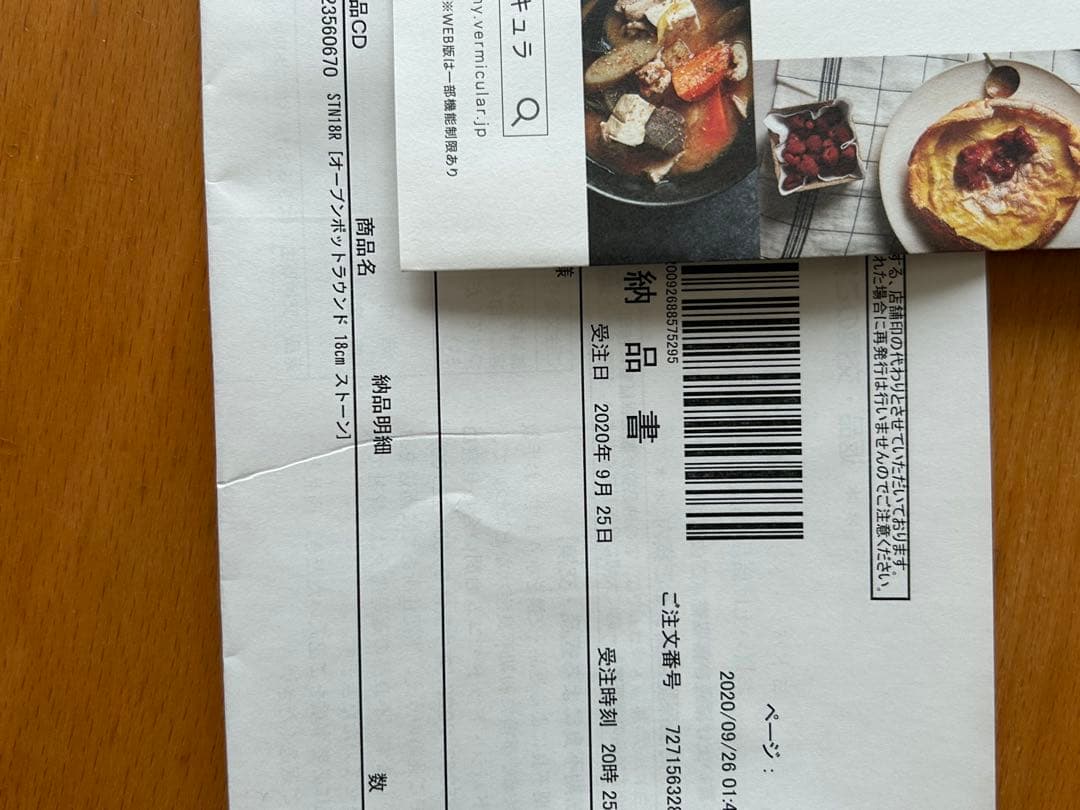 キュラ
my.vermicular.jp
※WEB版は一部機能制限あり
する、店舗印の代わりとさせていただいております。
れた場合に再発行は行いませんのでご注意ください。
ページ：
2020/09/26 01:4
0092688575295
ご注文番号 727156328
納品書
受注日 2020年 9月 25日
受注時刻 20時 25
納品明細
品CD
商品名
数
23560670 STN18R [オーブンポットラウンド 18cm ストーン]